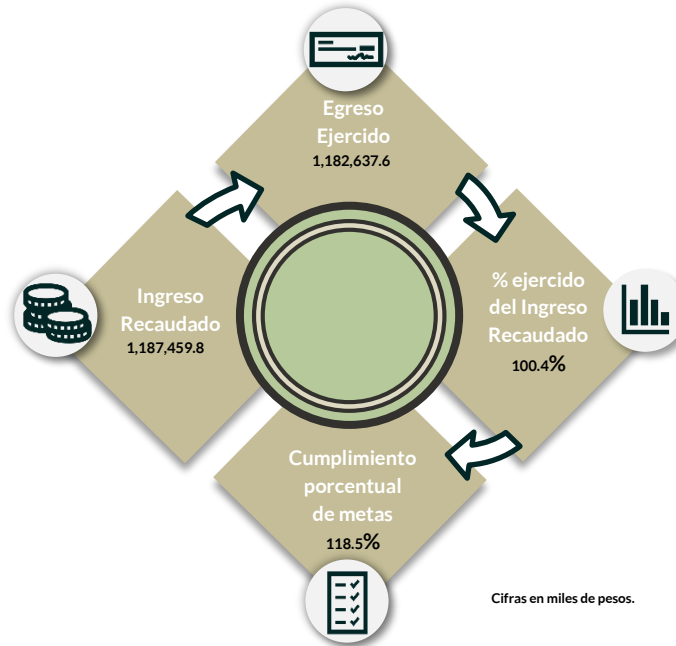 Egreso
Ejercido
1,182,637.6
Ingreso
Recaudado
1,187,459.8
% ejercido
del Ingreso
Recaudado
100.4%
Cumplimiento
porcentual
de metas
118.5%
Cifras en miles de pesos.